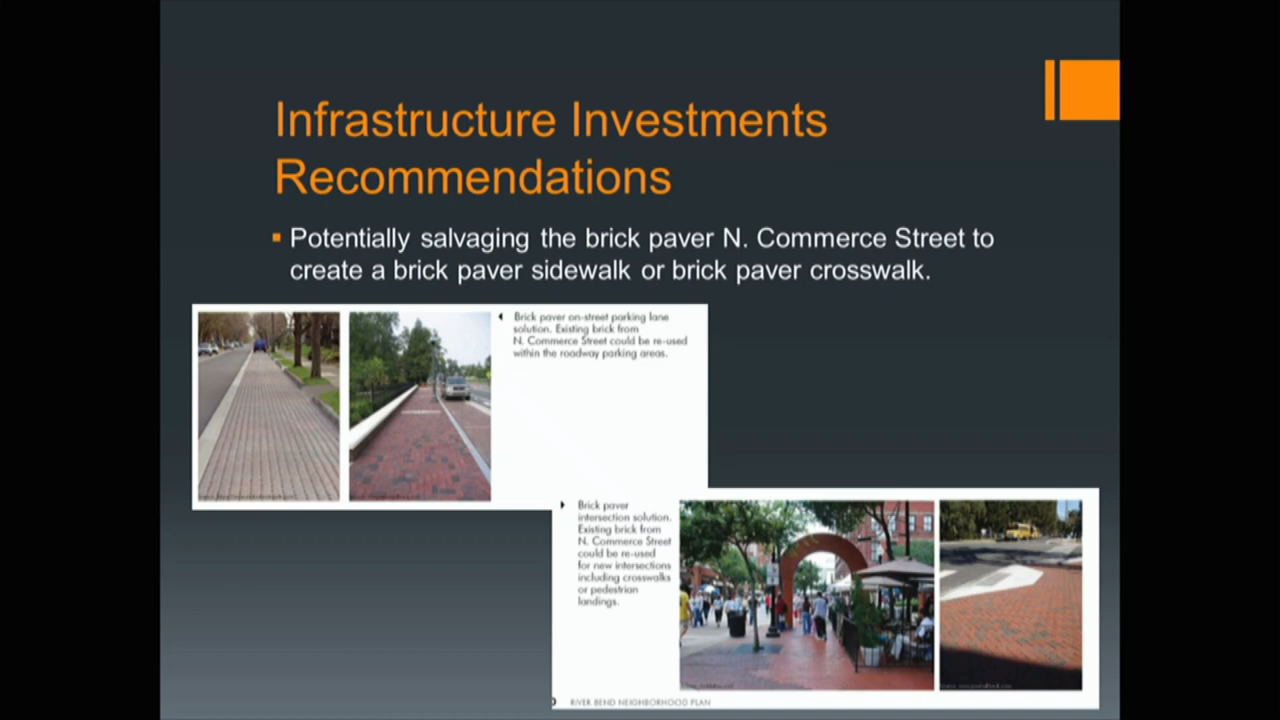 Infrastructure Investments
Recommendations
Potentially salvaging the brick paver N. Commerce Street to
create a brick paver sidewalk or brick paver crosswalk.
Brick paver on-street parking lane
solution. Existing brick from
N. Commerce Street could be re-used
within the roadway parking areas.
Brick paver
intersection solution.
Existing brick from
N. Commerce Street
could be re-used
for new intersections
including crosswalks
or pedestrian
landings.
RIVER BEND NEIGHBORHOOD PLAN